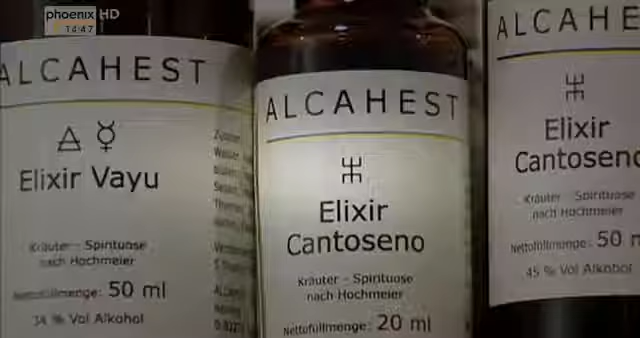 phoenix HD
14:47
ALCAHEST
Elixir Vayu
Kräuter - Spirituose
nach Hochmeier
Nettofüllmenge: 50 ml
34 % Vol Alkohol
ALCAHEST
Elixir
Cantoseno
Kräuter - Spirituose
nach Hochmeier
Nettofüllmenge: 20 ml
ALCAHE
Elixir
Cantoseno
Kräuter - Spirituose
nach Hochmeier
Nettofüllmenge: 50 m
45 % Vol Alkohol